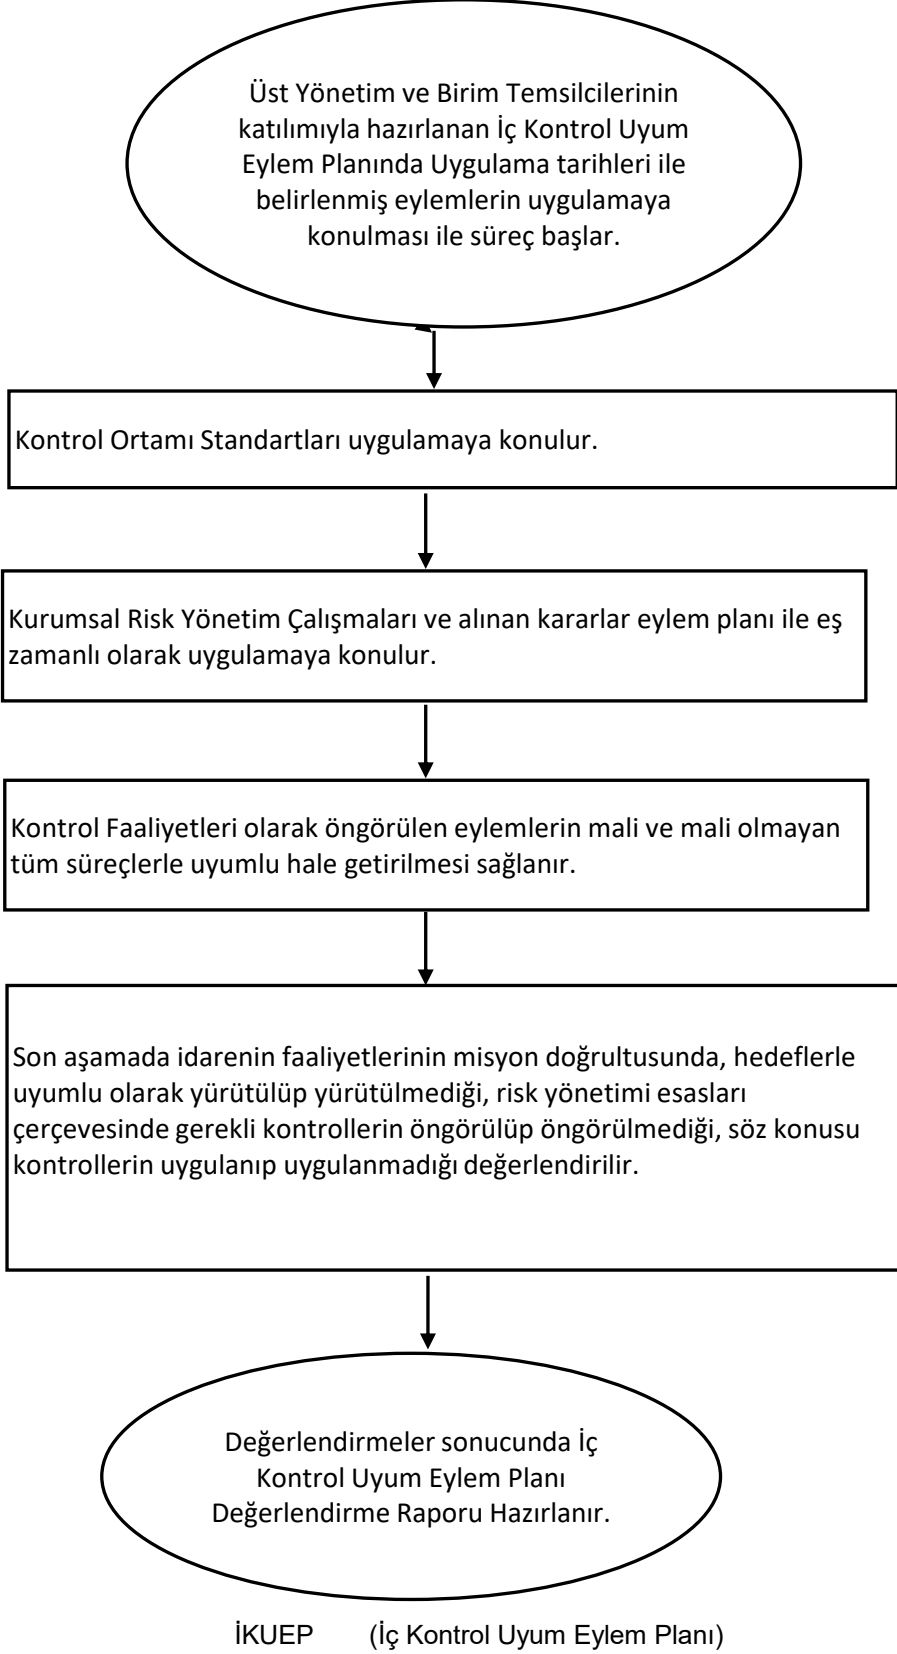 Üst Yönetim ve Birim Temsilcilerinin
katılımıyla hazırlanan İç Kontrol Uyum
Eylem Planında Uygulama tarihleri ile
belirlenmiş eylemlerin uygulamaya
konulması ile süreç başlar.
Kontrol Ortamı Standartları uygulamaya konulur.
Kurumsal Risk Yönetim Çalışmaları ve alınan kararlar eylem planı ile eş
zamanlı olarak uygulamaya konulur.
Kontrol Faaliyetleri olarak öngörülen eylemlerin mali ve mali olmayan
tüm süreçlerle uyumlu hale getirilmesi sağlanır.
Son aşamada idarenin faaliyetlerinin misyon doğrultusunda, hedeflerle
uyumlu olarak yürütülüp yürütülmediği, risk yönetimi esasları
çerçevesinde gerekli kontrollerin öngörülüp öngörülmediği, söz konusu
kontrollerin uygulanıp uygulanmadığı değerlendirilir.
Değerlendirmeler sonucunda İç
Kontrol Uyum Eylem Planı
Değerlendirme Raporu Hazırlanır.
İKUEP (İç Kontrol Uyum Eylem Planı)